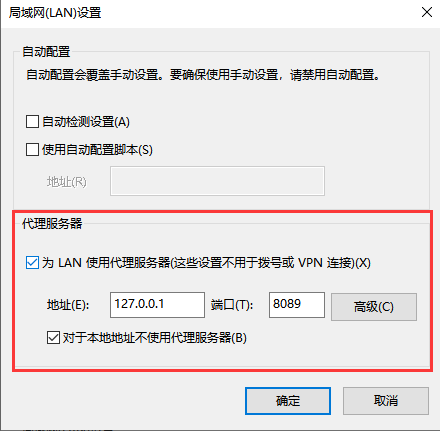 局域网(LAN)设置
自动配置
自动配置会覆盖手动设置。要确保使用手动设置，请禁用自动配置。
自动检测设置(A)
使用自动配置脚本(S)
地址(R)
代理服务器
为 LAN 使用代理服务器(这些设置不用于拨号或 VPN 连接)(X)
地址(E): 127.0.0.1 端口(T): 8089 高级(C)
对于本地地址不使用代理服务器(B)
确定 取消